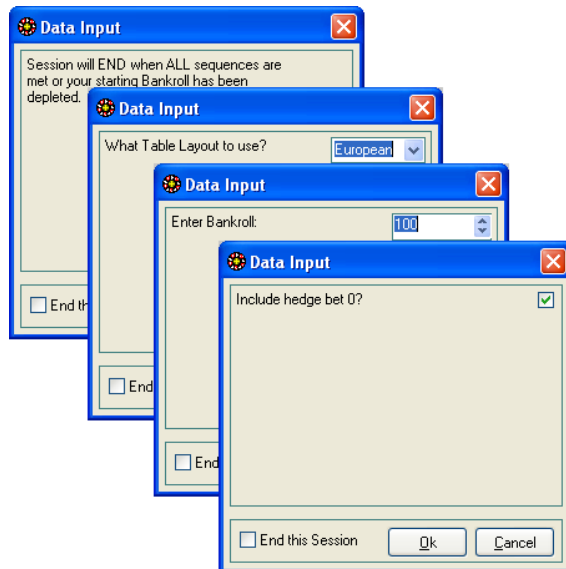 Data Input
Session will END when ALL sequences are
met or your starting Bankroll has been
depleted.
End th
Data Input
What Table Layout to use?
European
End
Data Input
Enter Bankroll:
100
End
Data Input
Include hedge bet 0?
End this Session
Ok
Cancel